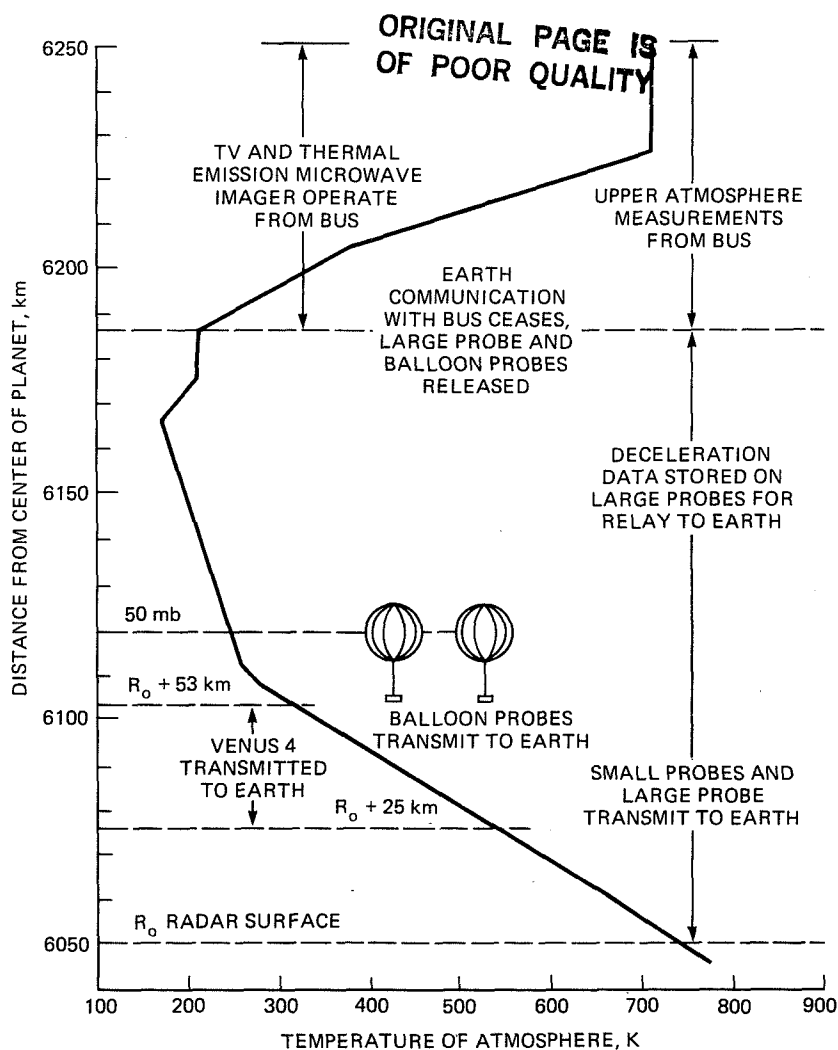 ORIGINAL PAGE IS
OF POOR QUALITY
6250
TV AND THERMAL
EMISSION MICROWAVE
IMAGER OPERATE
FROM BUS
UPPER ATMOSPHERE
MEASUREMENTS
FROM BUS
6200
EARTH
COMMUNICATION
WITH BUS CEASES,
LARGE PROBE AND
BALLOON PROBES
RELEASED
DISTANCE FROM CENTER OF PLANET, km
DECELERATION
DATA STORED ON
LARGE PROBES FOR
RELAY TO EARTH
6150
50 mb
Ro + 53 km
6100
BALLOON PROBES
TRANSMIT TO EARTH
VENUS 4
TRANSMITTED
TO EARTH
SMALL PROBES AND
LARGE PROBE
TRANSMIT TO EARTH
Ro + 25 km
Ro RADAR SURFACE
6050
100 200 300 400 500 600 700 800 900
TEMPERATURE OF ATMOSPHERE, K